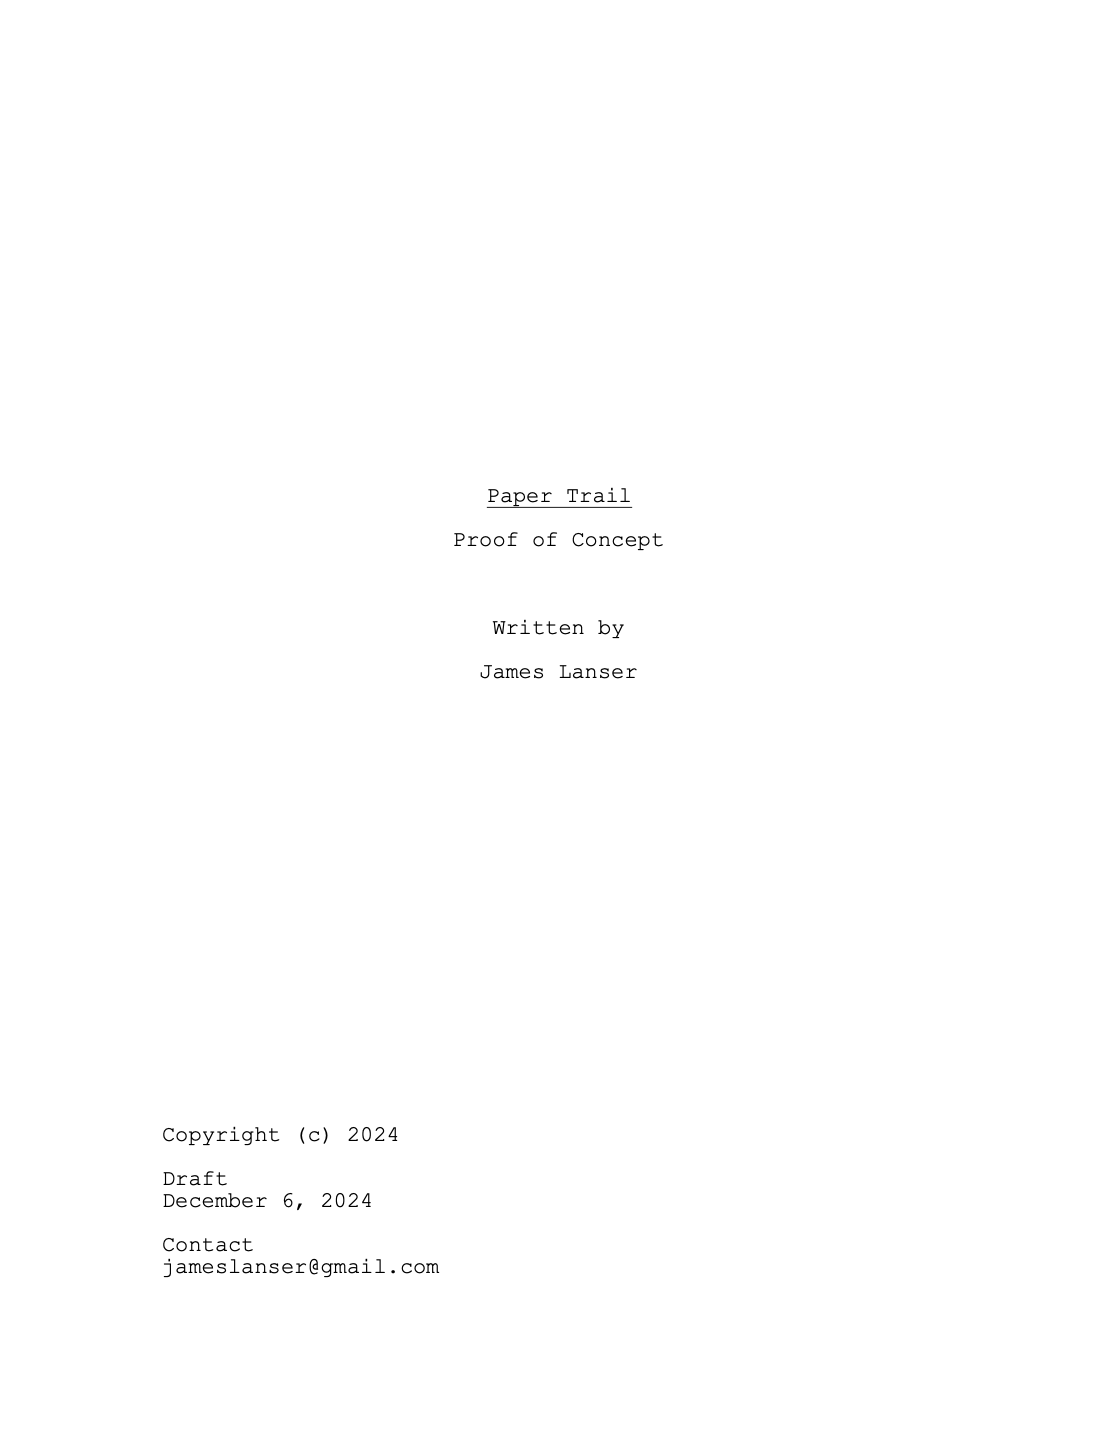 Paper Trail
Proof of Concept
Written by
James Lanser
Copyright (c) 2024
Draft
December 6, 2024
Contact
jameslanser@gmail.com